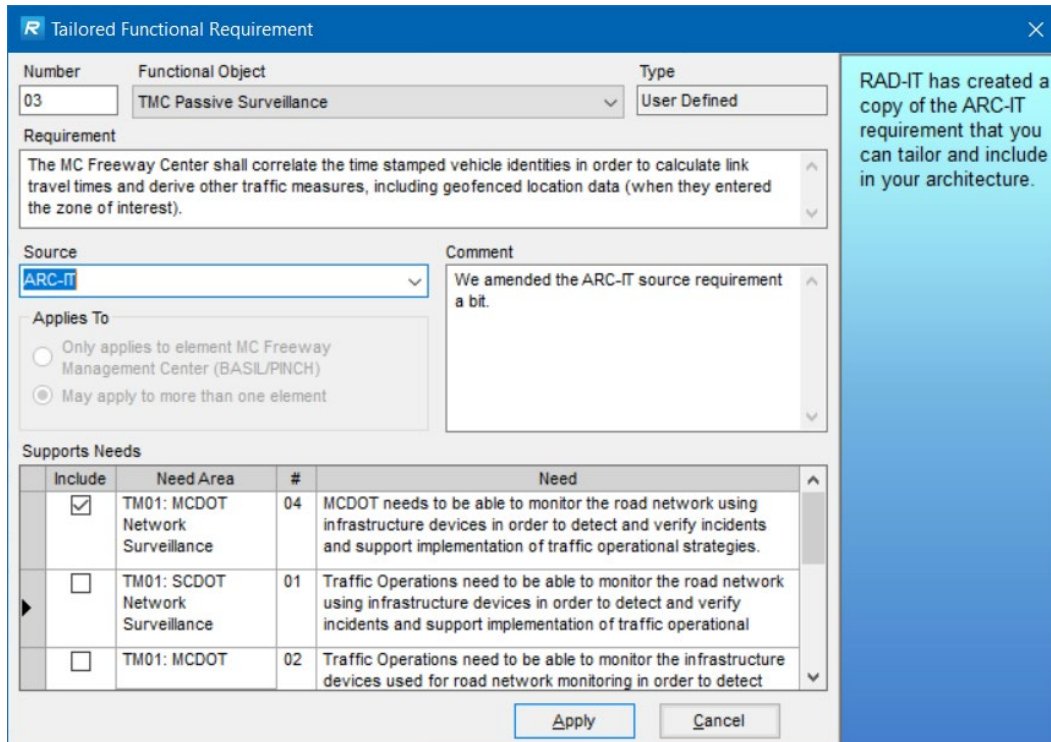 R Tailored Functional Requirement
Number
Functional Object
Type
03
TMC Passive Surveillance
User Defined
Requirement
The MC Freeway Center shall correlate the time stamped vehicle identities in order to calculate link
travel times and derive other traffic measures, including geofenced location data (when they entered
the zone of interest).
Source
ARC-IT
Comment
We amended the ARC-IT source requirement
a bit.
Applies To
Only applies to element MC Freeway
Management Center (BASIL/PINCH)
May apply to more than one element
Supports Needs
Include
Need Area
#
Need
TM01: MCDOT
Network
Surveillance
04
MCDOT needs to be able to monitor the road network using
infrastructure devices in order to detect and verify incidents
and support implementation of traffic operational strategies.
TM01: SCDOT
Network
Surveillance
01
Traffic Operations need to be able to monitor the road network
using infrastructure devices in order to detect and verify
incidents and support implementation of traffic operational
TM01: MCDOT
02
Traffic Operations need to be able to monitor the infrastructure
devices used for road network monitoring in order to detect
Apply
Cancel
RAD-IT has created a
copy of the ARC-IT
requirement that you
can tailor and include
in your architecture.